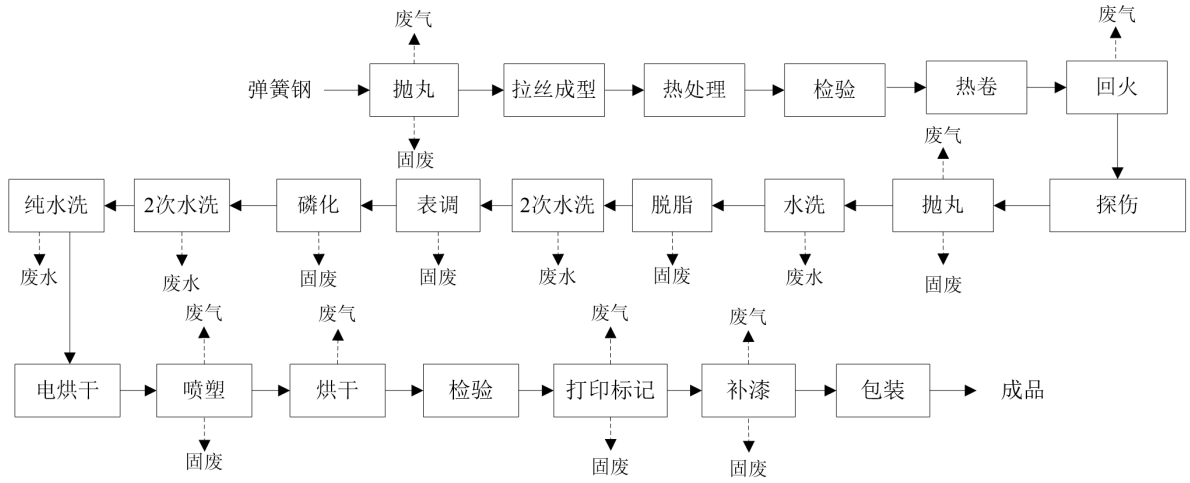 废气
废气
弹簧钢
抛丸
拉丝成型
热处理
检验
热卷
回火
固废
废气
纯水洗
2次水洗
磷化
表调
2次水洗
脱脂
水洗
抛丸
探伤
废水
废水
固废
固废
废水
固废
废水
固废
废气
废气
废气
废气
电烘干
喷塑
烘干
检验
打印标记
补漆
包装
成品
固废
固废
固废